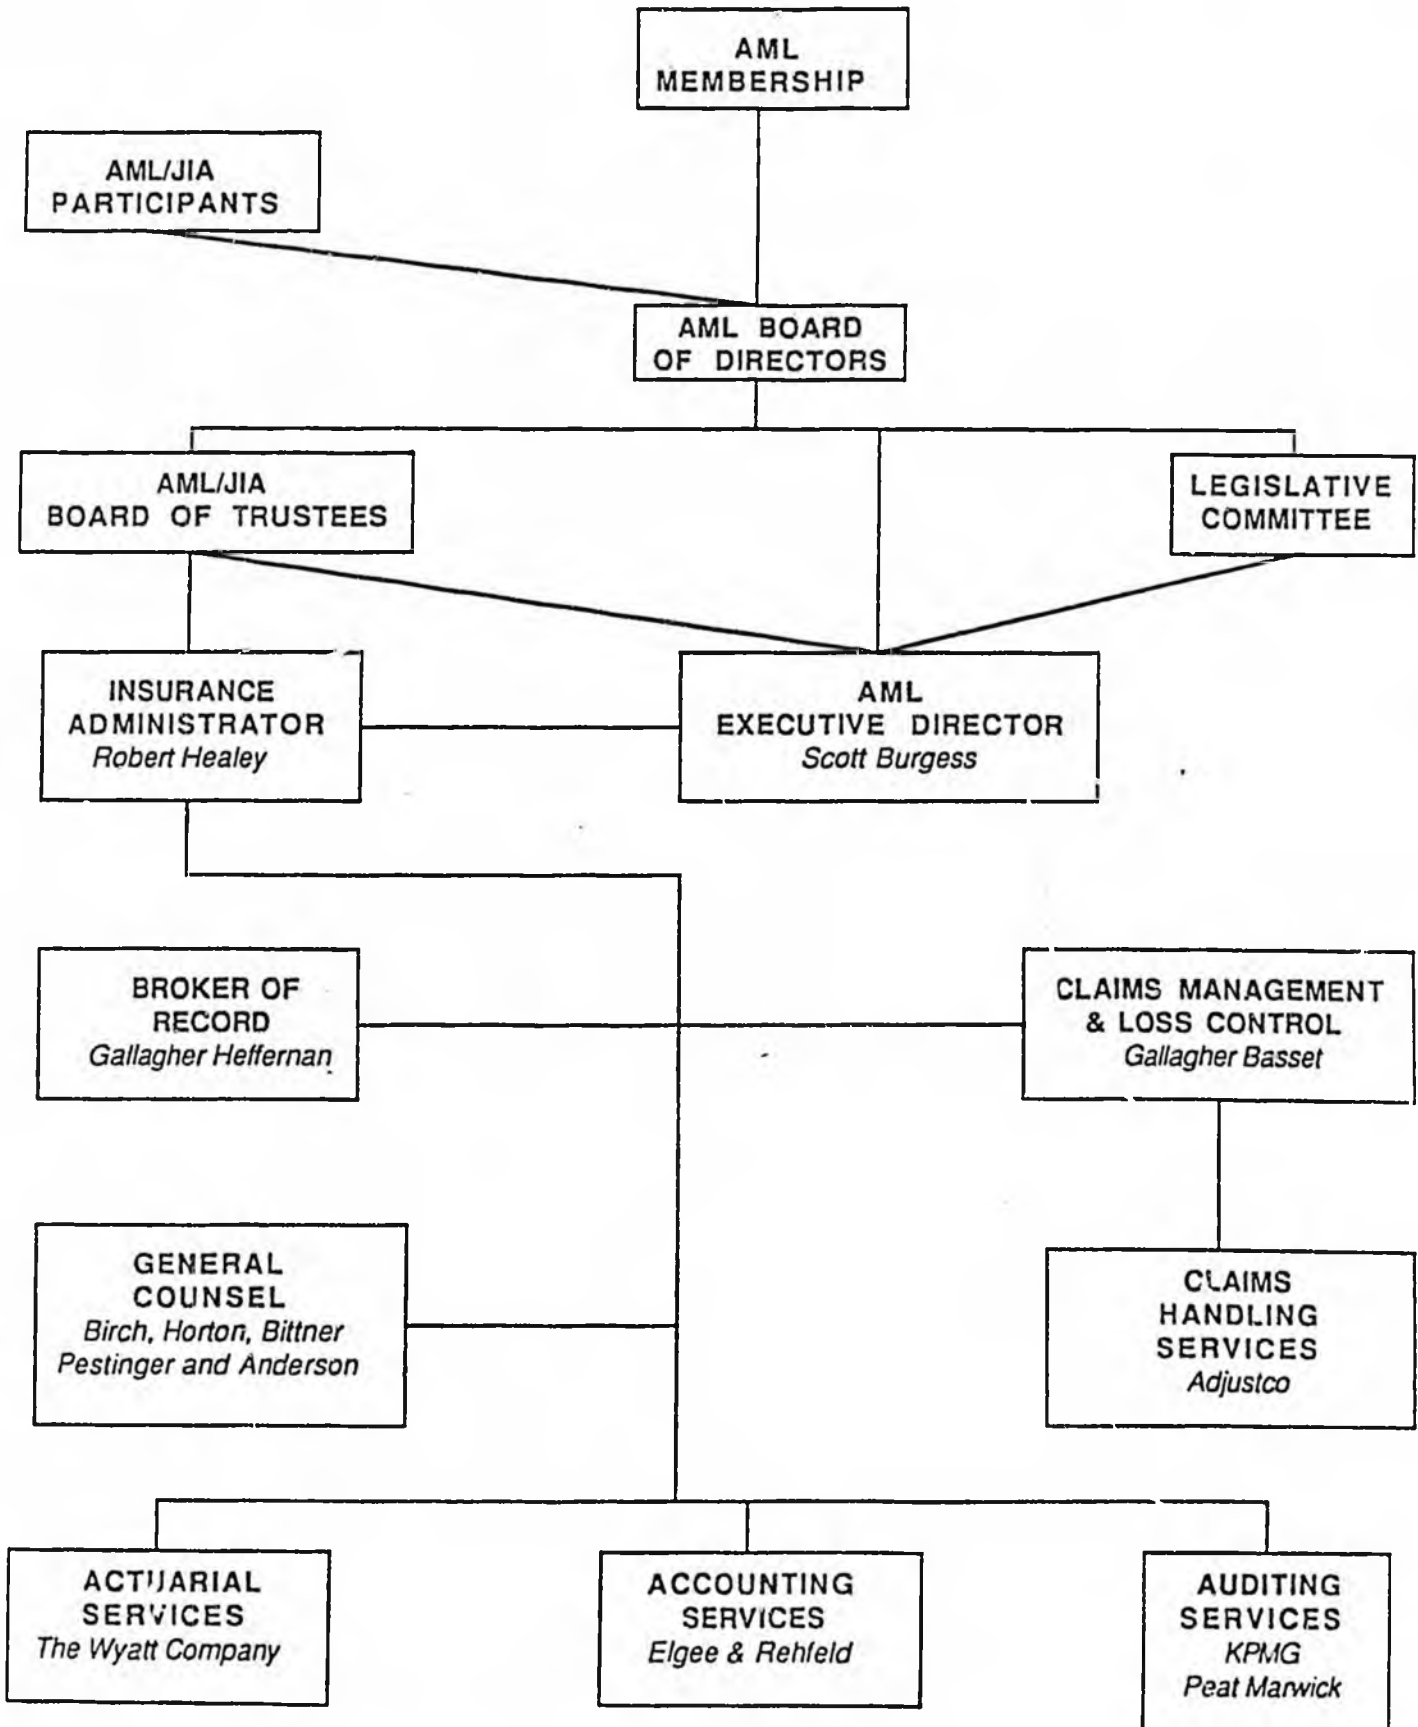 AML
MEMBERSHIP
AML/JIA
PARTICIPANTS
AML BOARD
OF DIRECTORS
AML/JIA
BOARD OF TRUSTEES
LEGISLATIVE
COMMITTEE
INSURANCE
ADMINISTRATOR
Robert Healey
AML
EXECUTIVE DIRECTOR
Scott Burgess
BROKER OF
RECORD
Gallagher Heffernan
CLAIMS MANAGEMENT
& LOSS CONTROL
Gallagher Basset
GENERAL
COUNSEL
Birch, Horton, Bittner
Pestinger and Anderson
CLAIMS
HANDLING
SERVICES
Adjustco
ACTUARIAL
SERVICES
The Wyatt Company
ACCOUNTING
SERVICES
Elgee & Rehfeld
AUDITING
SERVICES
KPMG
Peat Marwick